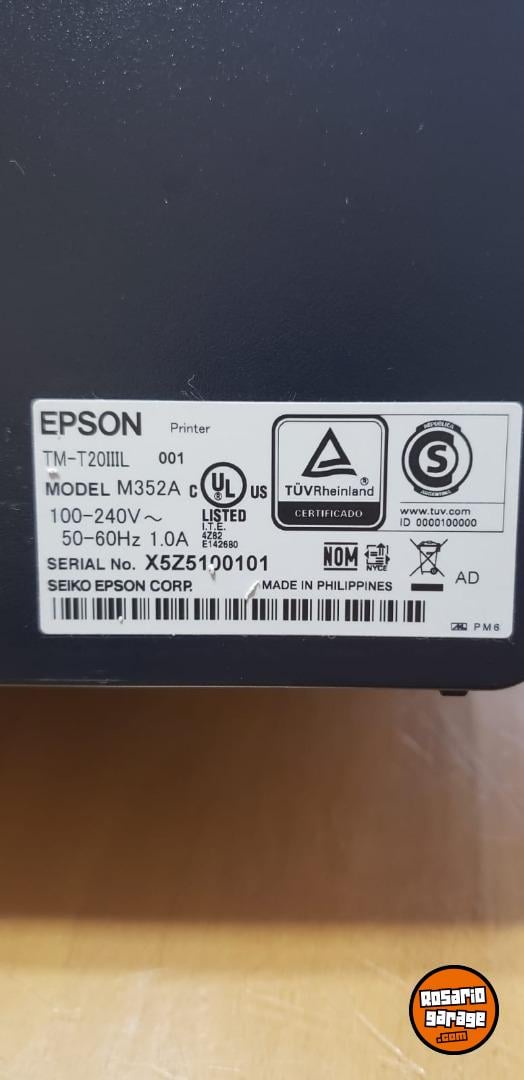 EPSON Printer
TM-T20IIIL 001
MODEL M352A
100-240V～
50-60Hz 1.0A
C UL US
®
LISTED
I.T.E.
4Z82
E142680
TÜVRheinland®
CERTIFICADO
REPÚBLICA
S
ARGENTINA
www.tuv.com
ID 0000100000
SERIAL No. X5Z5100101
NOM NYCE
AD
SEIKO EPSON CORP. MADE IN PHILIPPINES
PM6
Rosario
garage
.com